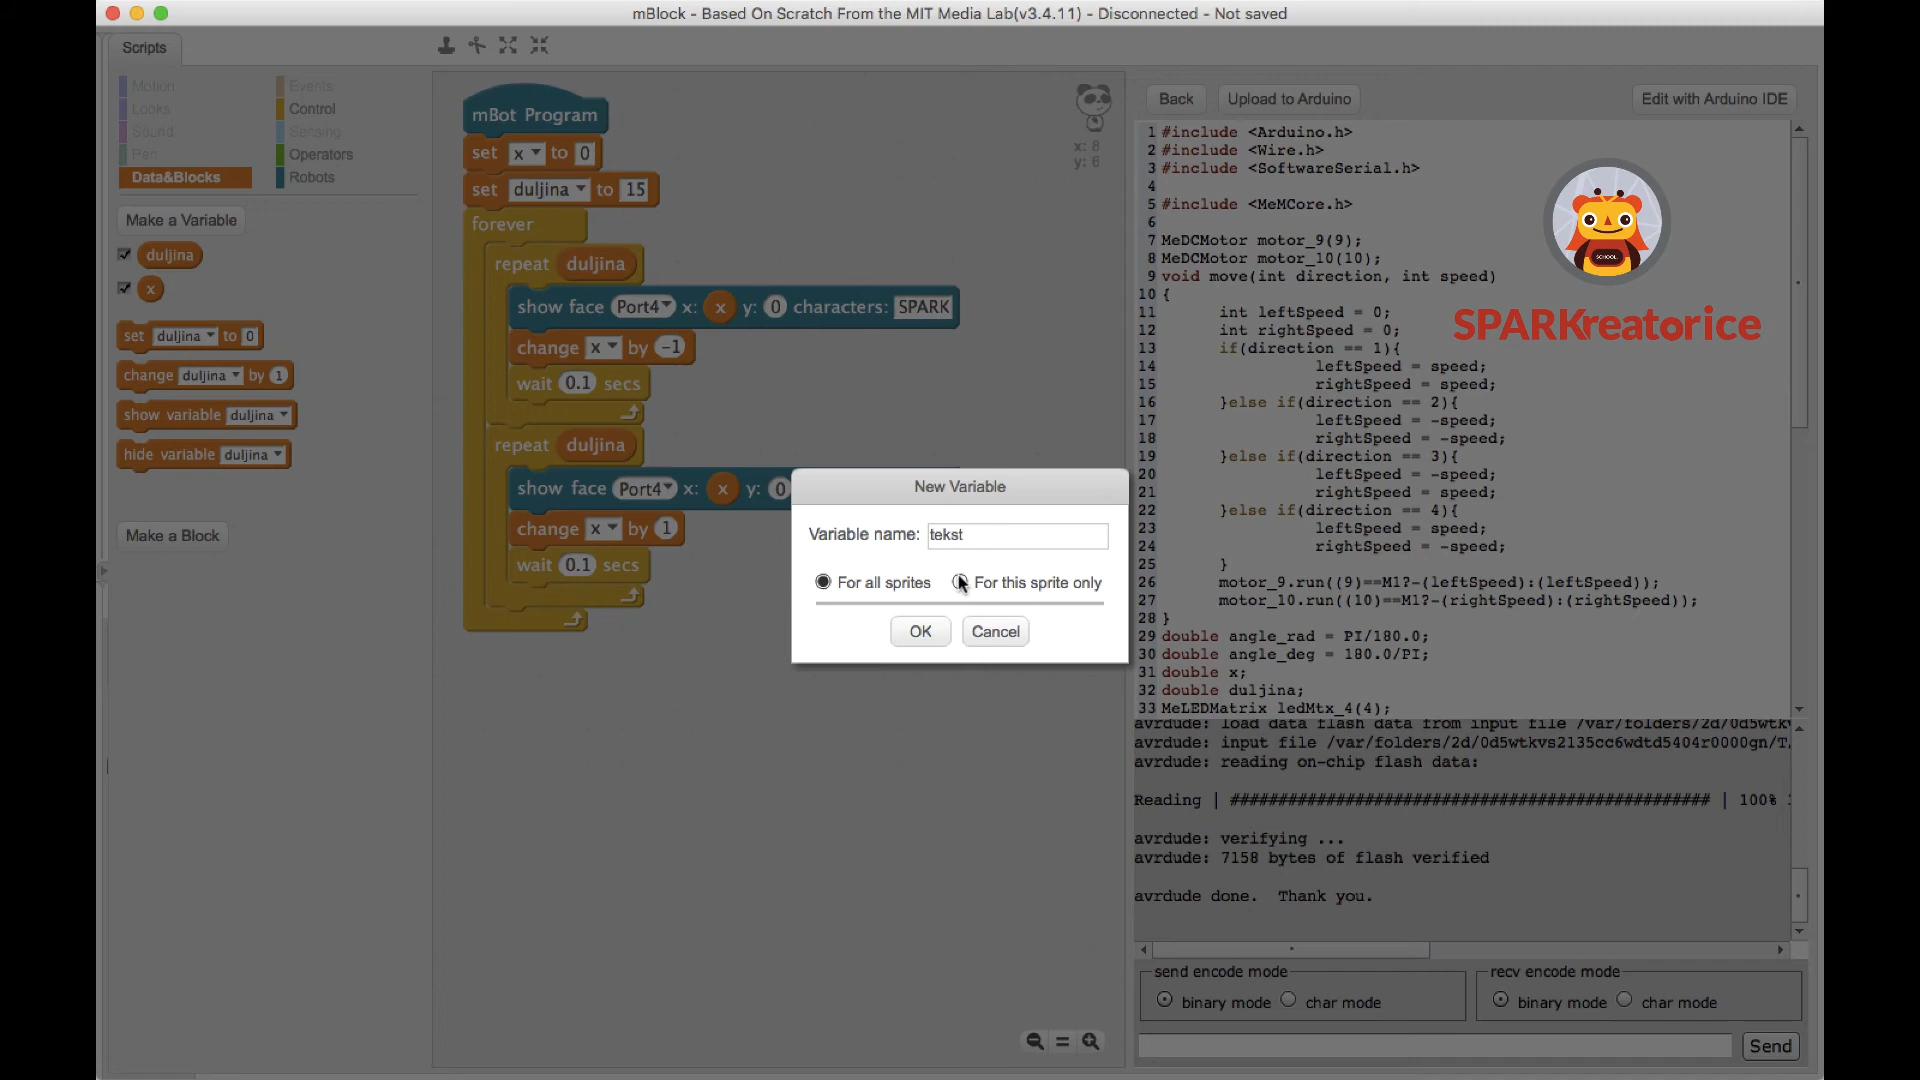 mBlock - Based On Scratch From the MIT Media Lab(v3.4.11) - Disconnected - Not saved
Scripts
Motion
Looks
Sound
Pen
Data&Blocks
Events
Control
Sensing
Operators
Robots
Make a Variable
duljina
x
set duljina to 0
change duljina by 1
show variable duljina
hide variable duljina
Make a Block
mBot Program
set x to 0
set duljina to 15
forever
repeat duljina
show face Port4 x: x y: 0 characters: SPARK
change x by -1
wait 0.1 secs
repeat duljina
show face Port4 x: x y: 0
change x by 1
wait 0.1 secs
x: 8
y: 6
New Variable
Variable name: tekst
For all sprites For this sprite only
OK Cancel
Back Upload to Arduino Edit with Arduino IDE
1 #include <Arduino.h>
2 #include <Wire.h>
3 #include <SoftwareSerial.h>
4
5 #include <MeMCore.h>
6
7 MeDCMotor motor_9(9);
8 MeDCMotor motor_10(10);
9 void move(int direction, int speed)
10 {
11 int leftSpeed = 0;
12 int rightSpeed = 0;
13 if(direction == 1){
14 leftSpeed = speed;
15 rightSpeed = speed;
16 }else if(direction == 2){
17 leftSpeed = -speed;
18 rightSpeed = -speed;
19 }else if(direction == 3){
20 leftSpeed = -speed;
21 rightSpeed = speed;
22 }else if(direction == 4){
23 leftSpeed = speed;
24 rightSpeed = -speed;
25 }
26 motor_9.run((9)==M1?-(leftSpeed):(leftSpeed));
27 motor_10.run((10)==M1?-(rightSpeed):(rightSpeed));
28 }
29 double angle_rad = PI/180.0;
30 double angle_deg = 180.0/PI;
31 double x;
32 double duljina;
33 MeLEDMatrix ledMtx_4(4);
SCHOOL
SPARKreatorice
avrdude: load data flash data from input file /var/folders/2d/0d5wtkv
avrdude: input file /var/folders/2d/0d5wtkvs2135cc6wdtd5404r0000gn/T
avrdude: reading on-chip flash data:
Reading | ################################################## | 100%
avrdude: verifying ...
avrdude: 7158 bytes of flash verified
avrdude done. Thank you.
send encode mode
binary mode char mode
recv encode mode
binary mode char mode
Send